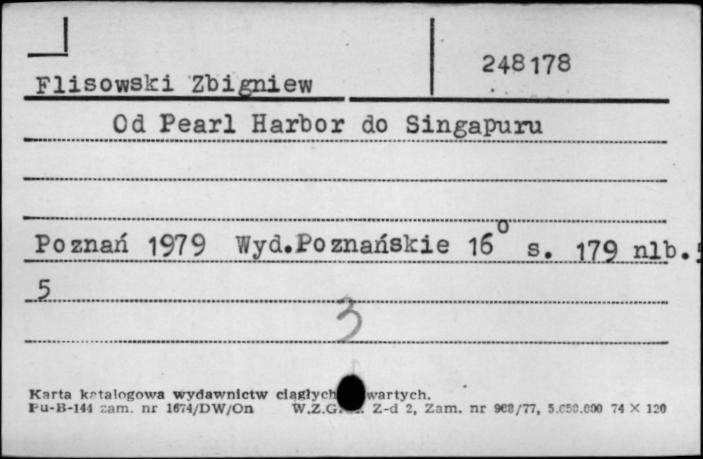 248178
Flisowski Zbigniew
Od Pearl Harbor do Singapuru
Poznań 1979 Wyd.Poznańskie 16° s. 179 nlb.
5
3
Karta katalogowa wydawnictw ciągłych wartych.
Pu-B-144 zam. nr 1674/DW/On W.Z.G. Z-d 2, Zam. nr 968/77, 5.050.000 74 × 120